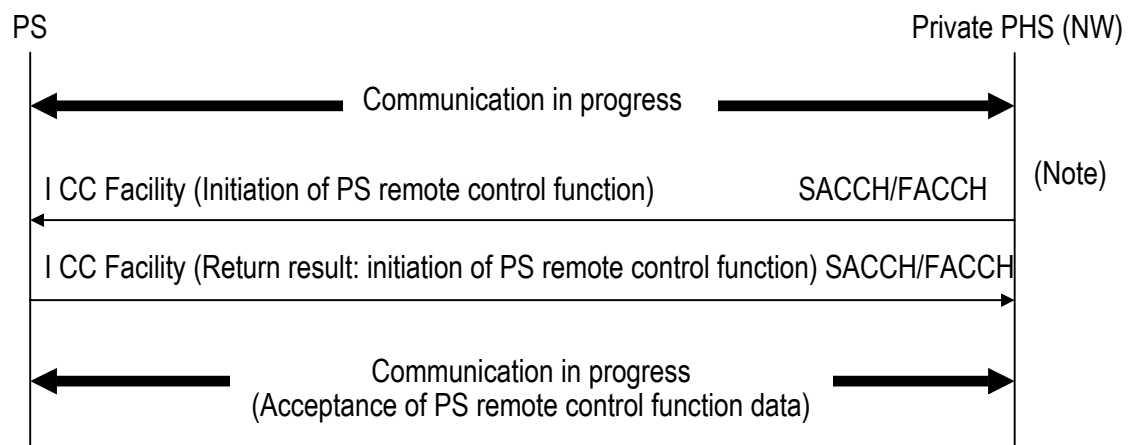 PS Private PHS (NW)
Communication in progress
I CC Facility (Initiation of PS remote control function) SACCH/FACCH (Note)
I CC Facility (Return result: initiation of PS remote control function) SACCH/FACCH
Communication in progress
(Acceptance of PS remote control function data)